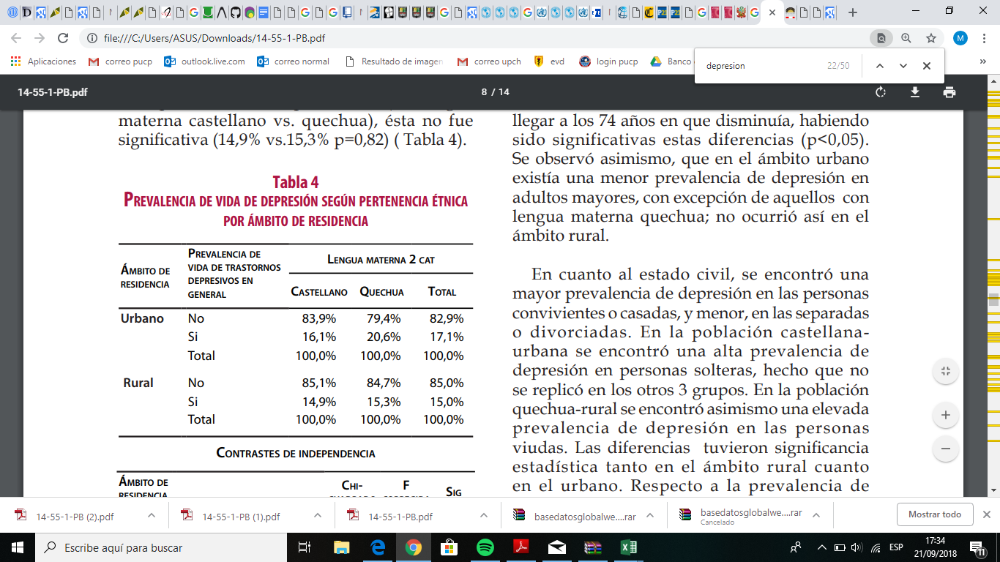 file:///C:/Users/ASUS/Downloads/14-55-1-PB.pdf
Aplicaciones
correo pucp
outlook.live.com
correo normal
Resultado de imagen
correo upch
evd
login pucp
Banco
depresion
22/50
14-55-1-PB.pdf
8 / 14
materna castellano vs. quechua), ésta no fue
significativa (14,9% vs.15,3% p=0,82) ( Tabla 4).
Tabla 4
PREVALENCIA DE VIDA DE DEPRESIÓN SEGÚN PERTENENCIA ÉTNICA
POR ÁMBITO DE RESIDENCIA
ÁMBITO DE
RESIDENCIA
PREVALENCIA DE
VIDA DE TRASTORNOS
DEPRESIVOS EN
GENERAL
LENGUA MATERNA 2 CAT
CASTELLANO QUECHUA TOTAL
Urbano No 83,9% 79,4% 82,9%
Si 16,1% 20,6% 17,1%
Total 100,0% 100,0% 100,0%
Rural No 85,1% 84,7% 85,0%
Si 14,9% 15,3% 15,0%
Total 100,0% 100,0% 100,0%
CONTRASTES DE INDEPENDENCIA
ÁMBITO DE
RESIDENCIA
CHI-
F
SIG
llegar a los 74 años en que disminuía, habiendo
sido significativas estas diferencias (p<0,05).
Se observó asimismo, que en el ámbito urbano
existía una menor prevalencia de depresión en
adultos mayores, con excepción de aquellos con
lengua materna quechua; no ocurrió así en el
ámbito rural.
En cuanto al estado civil, se encontró una
mayor prevalencia de depresión en las personas
convivientes o casadas, y menor, en las separadas
o divorciadas. En la población castellana-
urbana se encontró una alta prevalencia de
depresión en personas solteras, hecho que no
se replicó en los otros 3 grupos. En la población
quechua-rural se encontró asimismo una elevada
prevalencia de depresión en las personas
viudas. Las diferencias tuvieron significancia
estadística tanto en el ámbito rural cuanto
en el urbano. Respecto a la prevalencia de
14-55-1-PB (2).pdf
14-55-1-PB (1).pdf
14-55-1-PB.pdf
basedatosglobalwe....rar
basedatosglobalwe....rar
Cancelado
Mostrar todo
Escribe aquí para buscar
ESP
17:34
21/09/2018
11